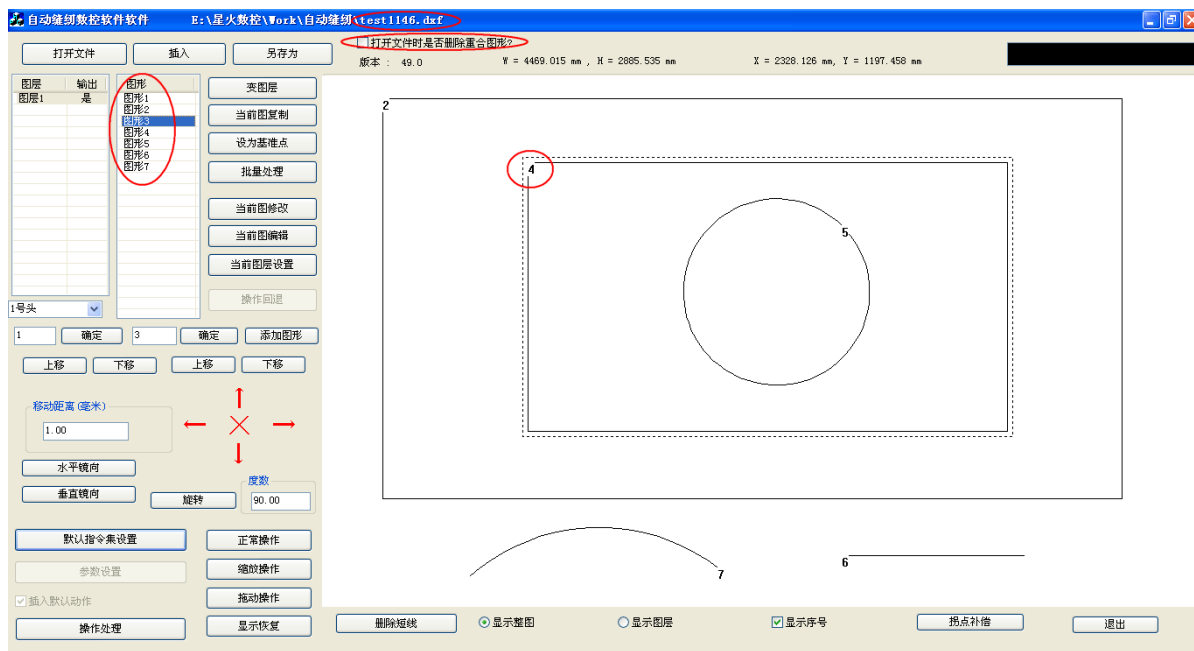 自动缝纫数控软件软件 E:\星火数控\Work\自动缝纫\test1146.dxf
打开文件 插入 另存为 打开文件时是否删除重合图形?
版本 : 49.0 W = 4469.015 mm , H = 2885.535 mm X = 2328.126 mm, Y = 1197.458 mm
图层 输出 图形
图层1 是 图形1
图形2
图形3
图形4
图形5
图形6
图形7
变图层
当前图复制
设为基准点
批量处理
当前图修改
当前图编辑
当前图层设置
操作回退
1号头
1 确定 3 确定 添加图形
上移 下移 上移 下移
移动距离(毫米)
1.00
水平镜向
垂直镜向 旋转
度数
90.00
默认指令集设置 正常操作
参数设置 缩放操作
插入默认动作 拖动操作
操作处理 显示恢复
2
4
5
6
7
删除短线 显示整图 显示图层 显示序号 拐点补偿 退出